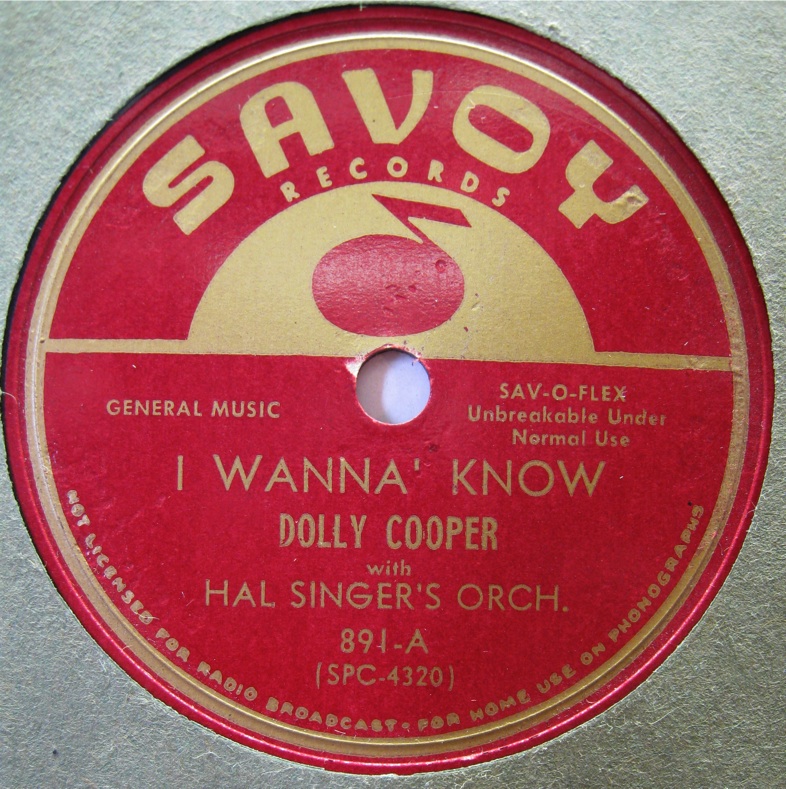 SAVOY
RECORDS
GENERAL MUSIC
SAV-O-FLEX
Unbreakable Under
Normal Use
I WANNA' KNOW
DOLLY COOPER
with
HAL SINGER'S ORCH.
891-A
(SPC-4320)
NOT LICENSED FOR RADIO BROADCAST • FOR HOME USE ON PHONOGRAPHS